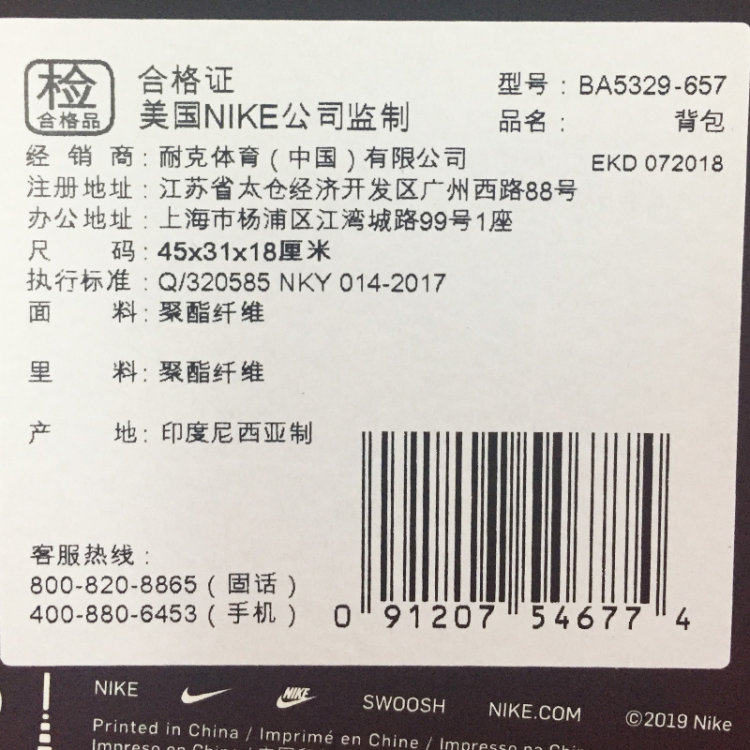 检
合格品
合格证
美国NIKE公司监制
型号：BA5329-657
品名： 背包
经销商：耐克体育（中国）有限公司
EKD 072018
注册地址：江苏省太仓经济开发区广州西路88号
办公地址：上海市杨浦区江湾城路99号1座
尺码：45x31x18厘米
执行标准：Q/320585 NKY 014-2017
面料：聚酯纤维
里料：聚酯纤维
产地：印度尼西亚制
客服热线：
800-820-8865（固话）
400-880-6453（手机）
0 91207 54677 4
NIKE
NIKE
SWOOSH
NIKE.COM
©2019 Nike
Printed in China / Imprimé en Chine / Impresso na China
Impreso en China /